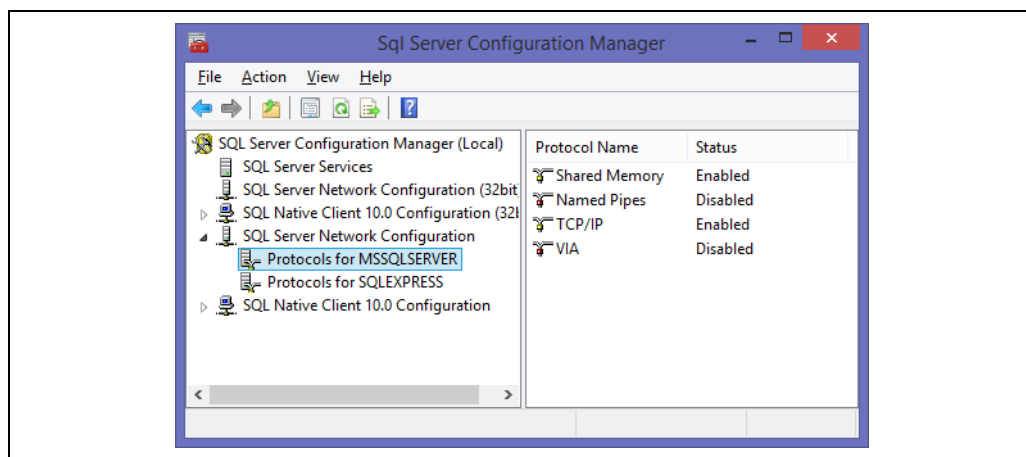 Sql Server Configuration Manager
File Action View Help
SQL Server Configuration Manager (Local)
SQL Server Services
SQL Server Network Configuration (32bit
SQL Native Client 10.0 Configuration (32b
SQL Server Network Configuration
Protocols for MSSQLSERVER
Protocols for SQLEXPRESS
SQL Native Client 10.0 Configuration
Protocol Name Status
Shared Memory Enabled
Named Pipes Disabled
TCP/IP Enabled
VIA Disabled